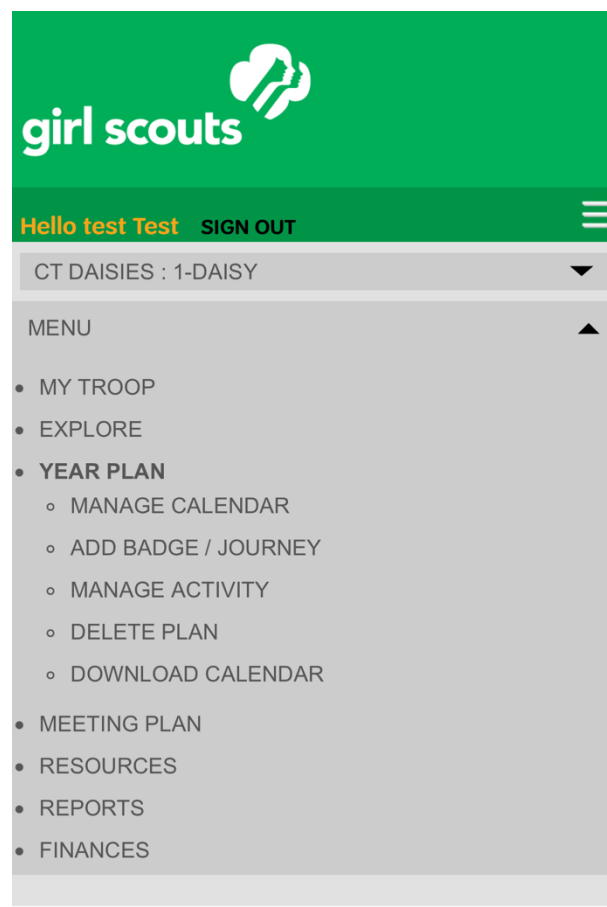 girl scouts
Hello test Test SIGN OUT
CT DAISIES : 1-DAISY
MENU
MY TROOP
EXPLORE
YEAR PLAN
MANAGE CALENDAR
ADD BADGE / JOURNEY
MANAGE ACTIVITY
DELETE PLAN
DOWNLOAD CALENDAR
MEETING PLAN
RESOURCES
REPORTS
FINANCES